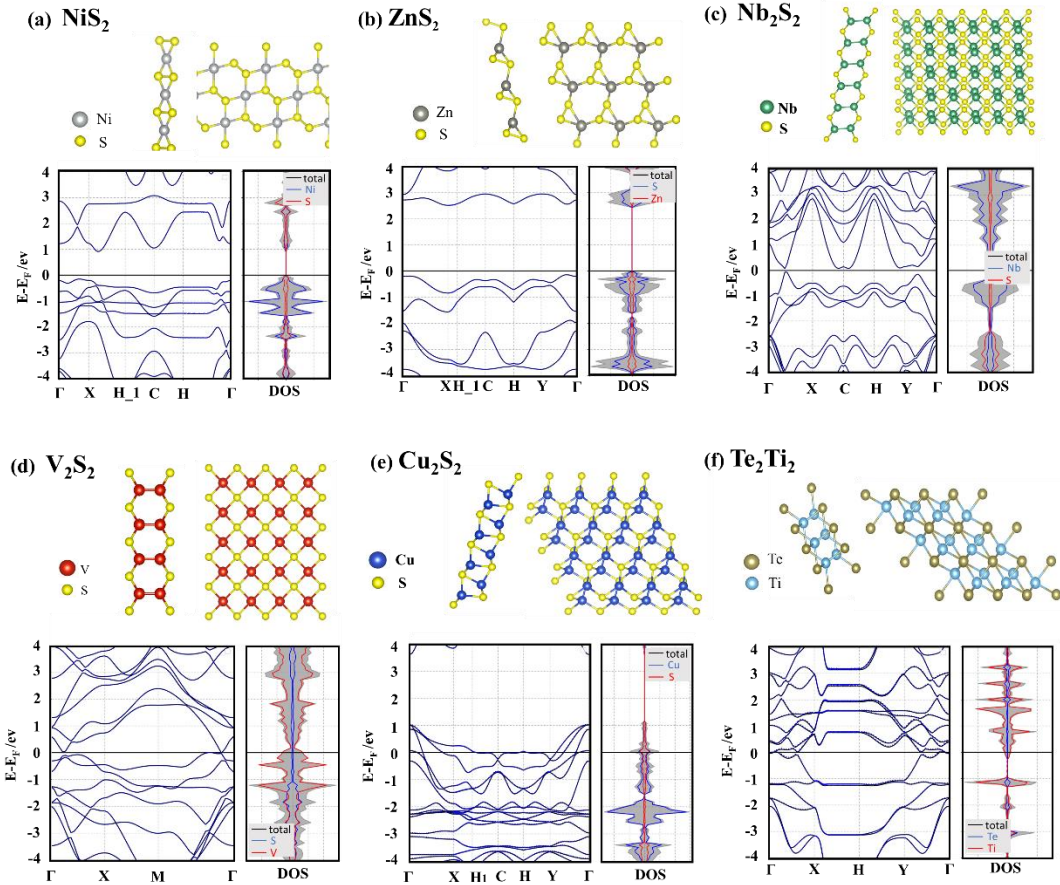 (a) NiS2
Ni
S
E-EF/ev
4
3
2
1
0
-1
-2
-3
-4
Γ X H_1 C H Γ
total
Ni
S
DOS
(b) ZnS2
Zn
S
4
3
2
1
0
-1
-2
-3
-4
E-EF/ev
Γ X H_1 C H Y Γ
total
S
Zn
DOS
(c) Nb2S2
Nb
S
4
3
2
1
0
-1
-2
-3
-4
E-EF/ev
Γ X C H Y Γ
total
Nb
S
DOS
(d) V2S2
V
S
4
3
2
1
0
-1
-2
-3
-4
E-EF/ev
Γ X M Γ
total
S
V
DOS
(e) Cu2S2
Cu
S
4
3
2
1
0
-1
-2
-3
-4
E-EF/ev
Γ X H1 C H Y Γ
total
Cu
S
DOS
(f) Te2Ti2
Te
Ti
4
3
2
1
0
-1
-2
-3
-4
E-EF/ev
Γ X H Y Γ
total
Te
Ti
DOS